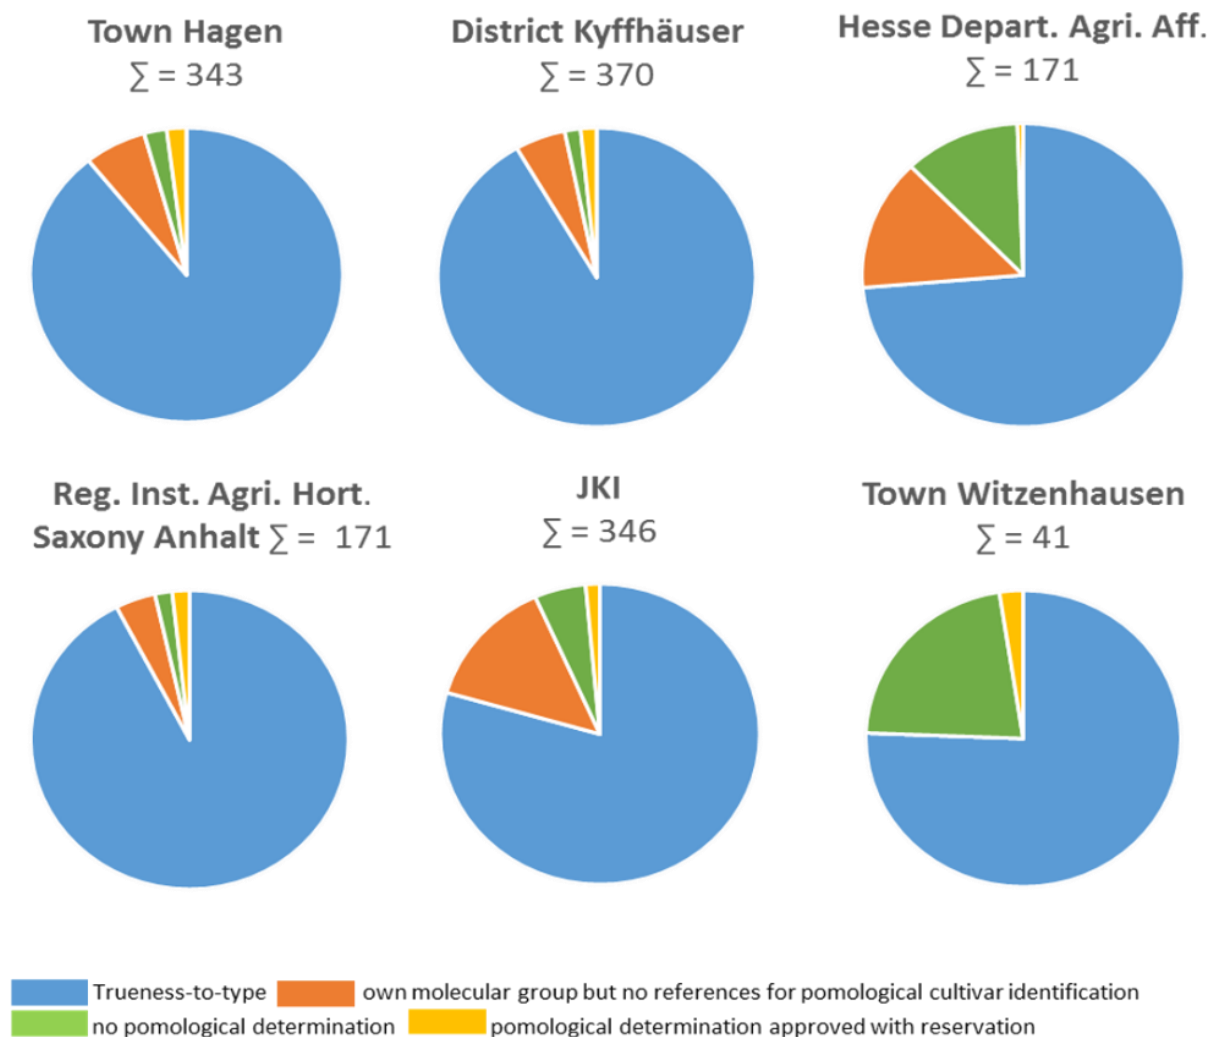 Town Hagen
∑ = 343
District Kyffhäuser
∑ = 370
Hesse Depart. Agri. Aff.
∑ = 171
Reg. Inst. Agri. Hort.
Saxony Anhalt ∑ = 171
JKI
∑ = 346
Town Witzenhausen
∑ = 41
Trueness-to-type own molecular group but no references for pomological cultivar identification
no pomological determination pomological determination approved with reservation